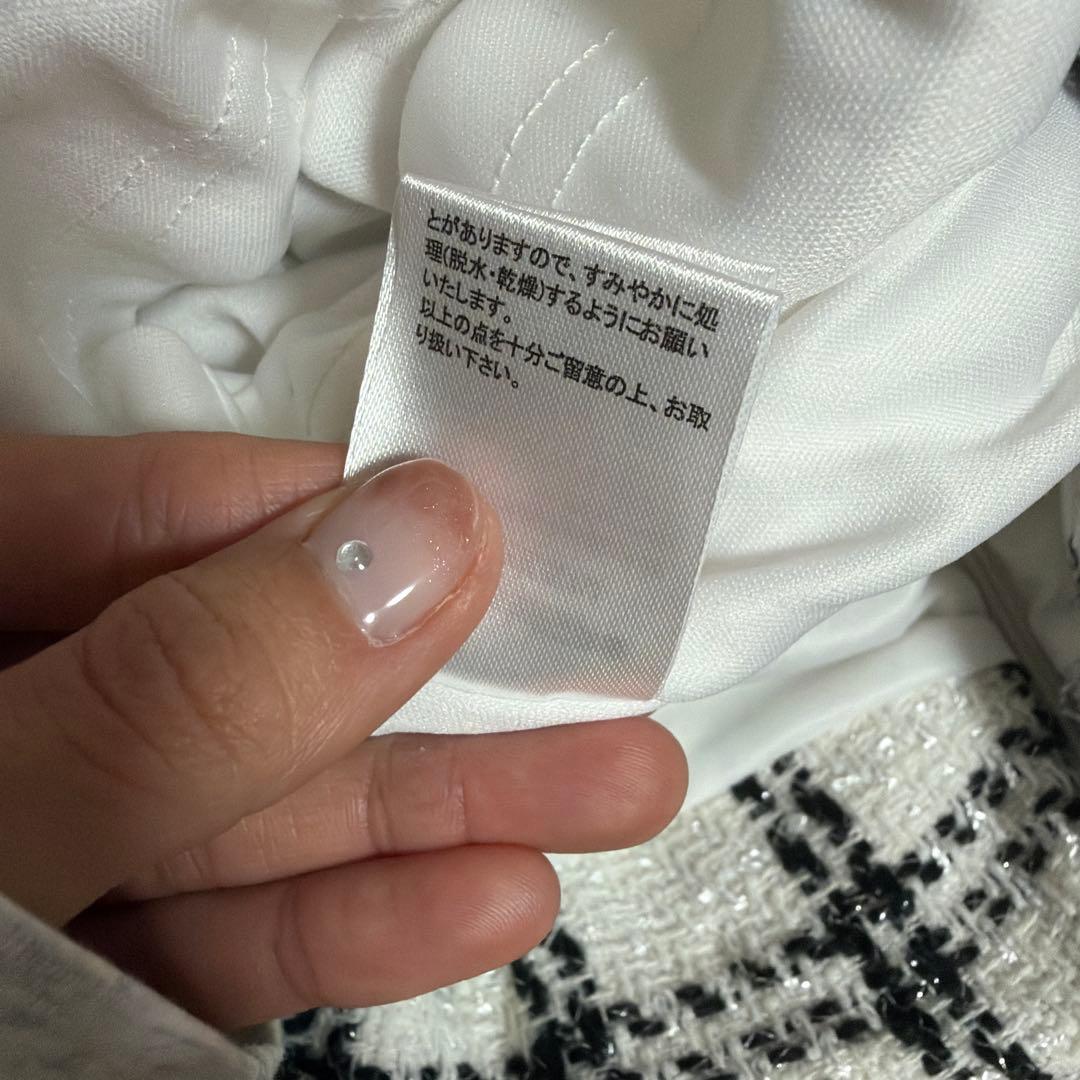 とがありますので、すみやかに処
理(脱水・乾燥)するようにお願い
いたします。
以上の点を十分ご留意の上、お取
り扱い下さい。